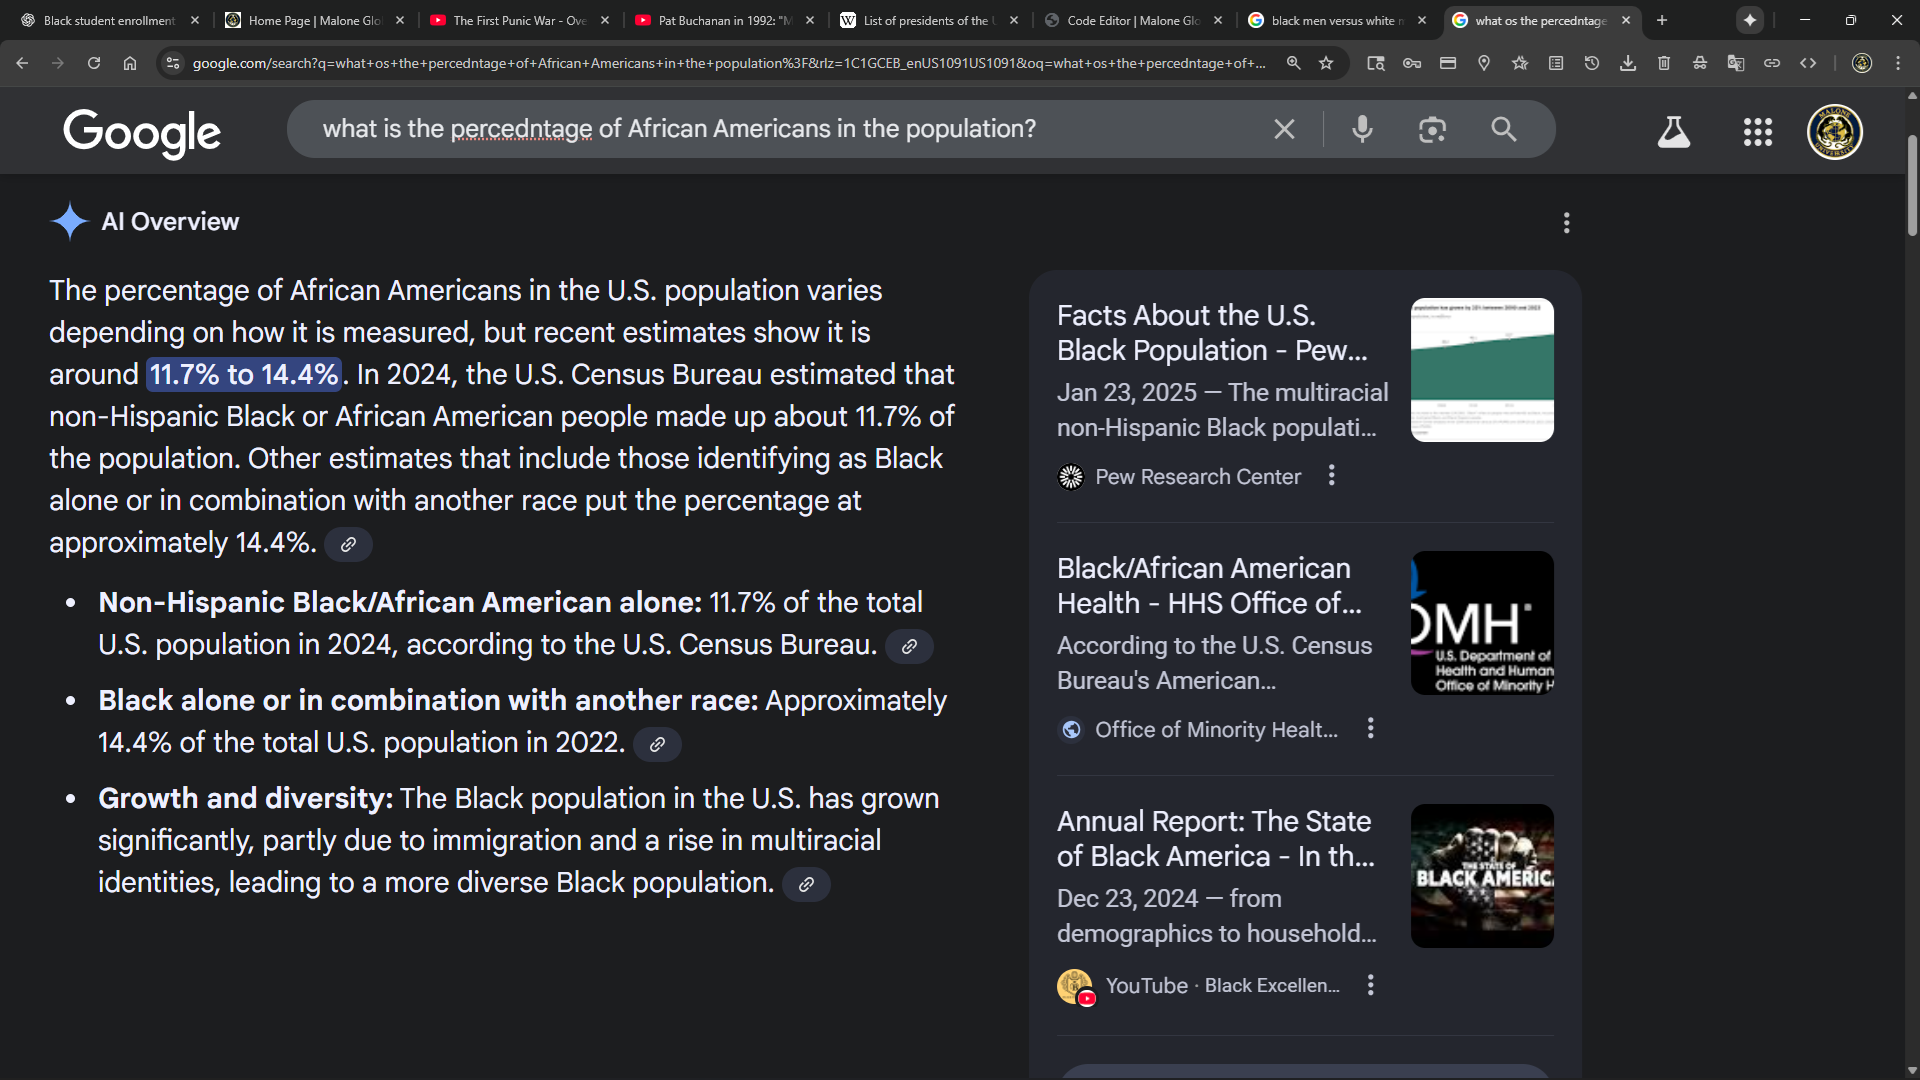 Black student enrollment
Home Page | Malone Glo
The First Punic War - Ove
Pat Buchanan in 1992: "M
List of presidents of the U
Code Editor | Malone Glo
black men versus white m
what os the percedntage
google.com/search?q=what+os+the+percedntage+of+African+Americans+in+the+population%3F&rlz=1C1GCEB_enUS1091US1091&oq=what+os+the+percedntage+of+...
Google
what is the percedntage of African Americans in the population?
AI Overview
The percentage of African Americans in the U.S. population varies
depending on how it is measured, but recent estimates show it is
around 11.7% to 14.4%. In 2024, the U.S. Census Bureau estimated that
non-Hispanic Black or African American people made up about 11.7% of
the population. Other estimates that include those identifying as Black
alone or in combination with another race put the percentage at
approximately 14.4%.
• Non-Hispanic Black/African American alone: 11.7% of the total
U.S. population in 2024, according to the U.S. Census Bureau.
• Black alone or in combination with another race: Approximately
14.4% of the total U.S. population in 2022.
• Growth and diversity: The Black population in the U.S. has grown
significantly, partly due to immigration and a rise in multiracial
identities, leading to a more diverse Black population.
Facts About the U.S.
Black Population - Pew...
Jan 23, 2025 — The multiracial
non-Hispanic Black populati...
Pew Research Center
Black/African American
Health - HHS Office of...
According to the U.S. Census
Bureau's American...
Office of Minority Healt...
OMH
U.S. Department of
Health and Human
Office of Minority H
Annual Report: The State
of Black America - In th...
Dec 23, 2024 — from
demographics to household...
YouTube · Black Excellen...
THE STATE OF
BLACK AMERIC